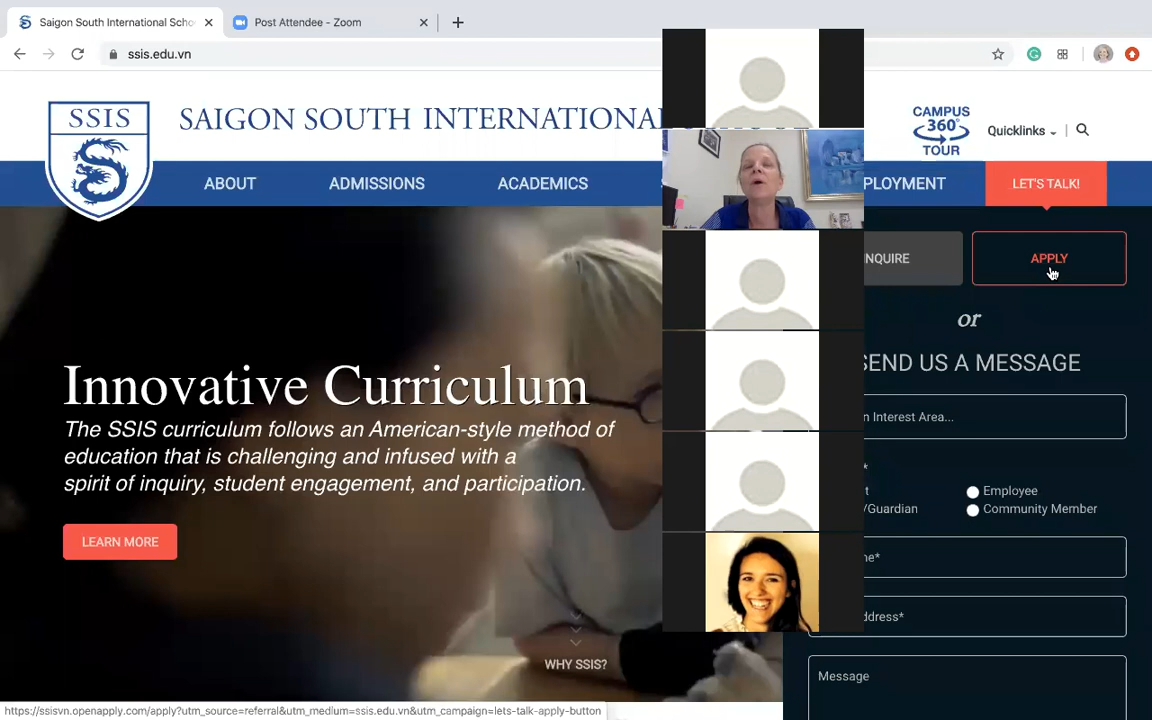 Saigon South International Scho
Post Attendee - Zoom
ssis.edu.vn
SSIS
SAIGON SOUTH INTERNATIONAL
CAMPUS
360°
TOUR
Quicklinks
ABOUT
ADMISSIONS
ACADEMICS
PLOYMENT
LET'S TALK!
NQUIRE
APPLY
or
SEND US A MESSAGE
n Interest Area...
*
t
Employee
/Guardian
Community Member
me*
ddress*
Message
Innovative Curriculum
The SSIS curriculum follows an American-style method of
education that is challenging and infused with a
spirit of inquiry, student engagement, and participation.
LEARN MORE
WHY SSIS?
https://ssisvn.openapply.com/apply?utm_source=referral&utm_medium=ssis.edu.vn&utm_campaign=lets-talk-apply-button